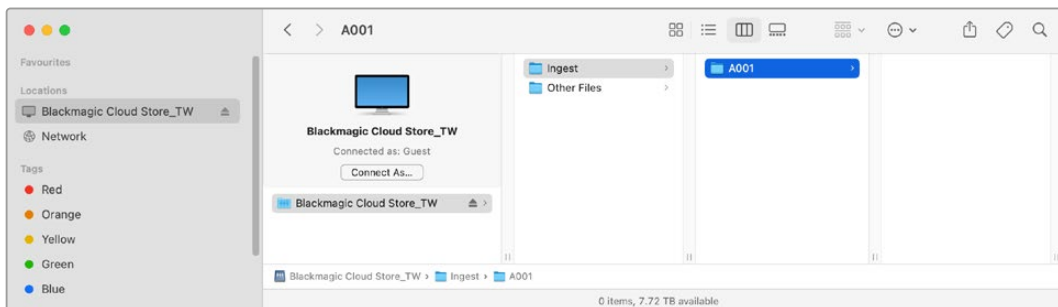 A001
Favourites
Locations
Blackmagic Cloud Store_TW
Network
Tags
Red
Orange
Yellow
Green
Blue
Blackmagic Cloud Store_TW
Connected as: Guest
Connect As...
Blackmagic Cloud Store_TW
Ingest
Other Files
A001
Blackmagic Cloud Store_TW › Ingest › A001
0 items, 7.72 TB available